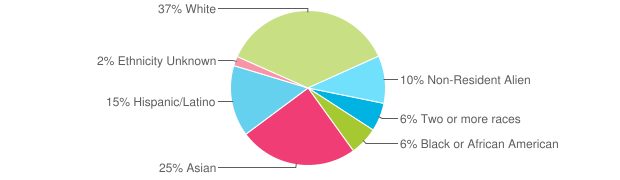 37% White
2% Ethnicity Unknown
10% Non-Resident Alien
15% Hispanic/Latino
6% Two or more races
6% Black or African American
25% Asian